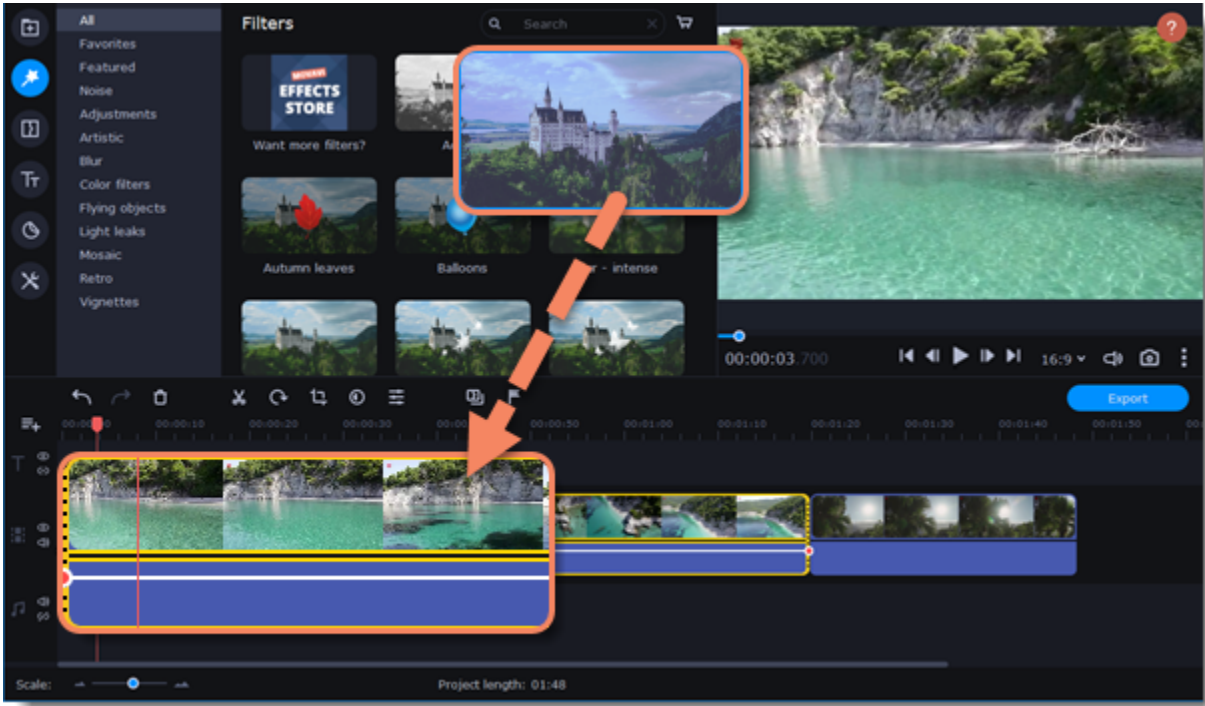 All
Favorites
Featured
Noise
Adjustments
Artistic
Blur
Color filters
Flying objects
Light leaks
Mosaic
Retro
Vignettes
Filters
Search
MOVAVI
EFFECTS
STORE
Want more filters?
Autumn leaves
Balloons
- intense
?
00:00:03.700
16:9
Export
00:00:10
00:00:20
00:00:30
00:00:50
00:01:00
00:01:10
00:01:20
00:01:30
00:01:40
00:01:50
Scale:
Project length: 01:48